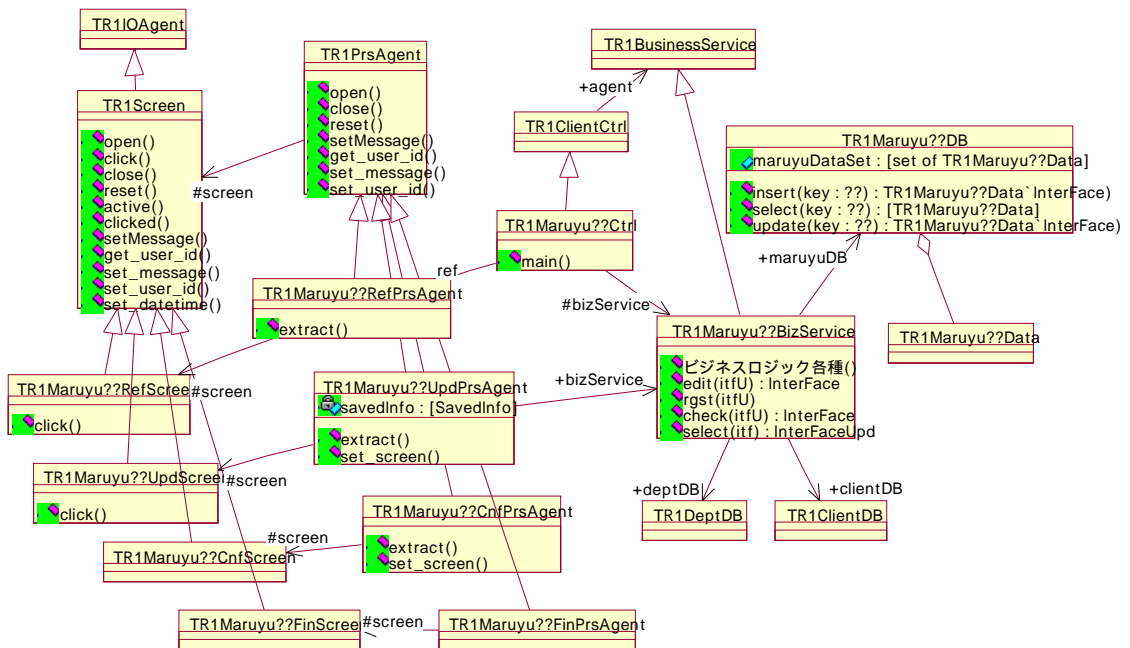 TR1IOAgent
TR1Screen
open()
click()
close()
reset()
active()
clicked()
setMessage()
get_user_id()
set_message()
set_user_id()
set_datetime()
TR1PrsAgent
open()
close()
reset()
setMessage()
get_user_id()
set_message()
set_user_id()
#screen
TR1BusinessService
+agent
TR1ClientCtrl
TR1Maruyu??Ctrl
main()
ref
#bizService
TR1Maruyu??DB
maruyuDataSet : [set of TR1Maruyu??Data]
insert(key : ??) : TR1Maruyu??Data`InterFace)
select(key : ??) : [TR1Maruyu??Data]
update(key : ??) : TR1Maruyu??Data`InterFace)
+maruyuDB
TR1Maruyu??Data
TR1Maruyu??RefPrsAgent
extract()
TR1Maruyu??BizService
ビジネスロジック各種()
edit(itfU) : InterFace
rgst(itfU)
check(itfU) : InterFace
select(itf) : InterFaceUpd
TR1Maruyu??RefScree
click()
#screen
TR1Maruyu??UpdPrsAgent
savedInfo : [SavedInfo]
extract()
set_screen()
+bizService
TR1Maruyu??UpdScreen
click()
#screen
+deptDB
TR1DeptDB
+clientDB
TR1ClientDB
TR1Maruyu??CnfPrsAgent
extract()
set_screen()
#screen
TR1Maruyu??CnfScreen
TR1Maruyu??FinScree
#screen
TR1Maruyu??FinPrsAgent